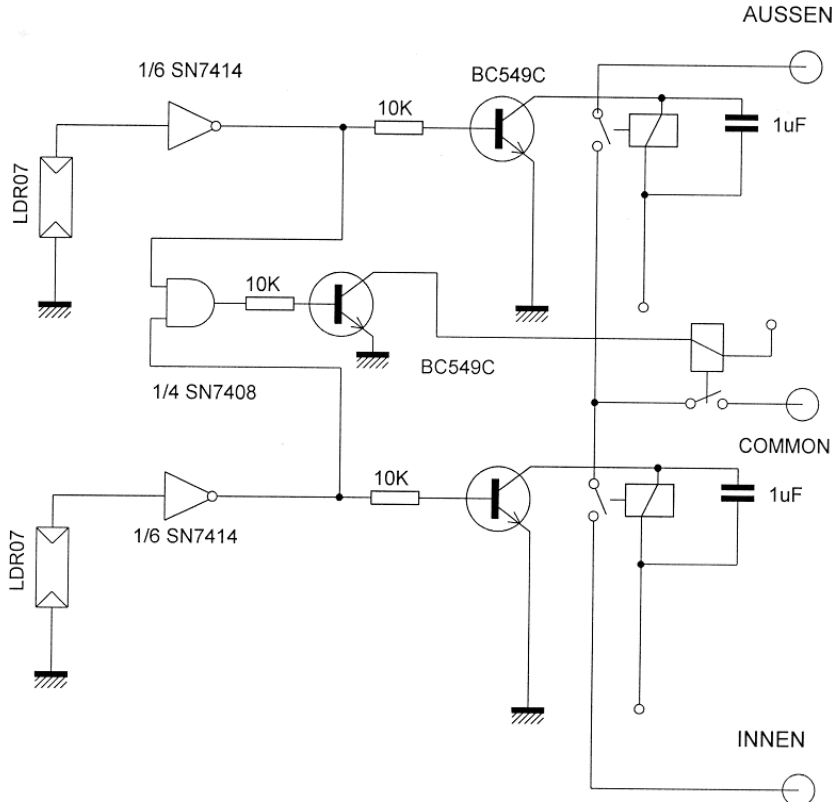 AUSSEN
1/6 SN7414
BC549C
10K
1uF
LDR07
10K
1/4 SN7408
BC549C
COMMON
10K
1uF
1/6 SN7414
LDR07
INNEN